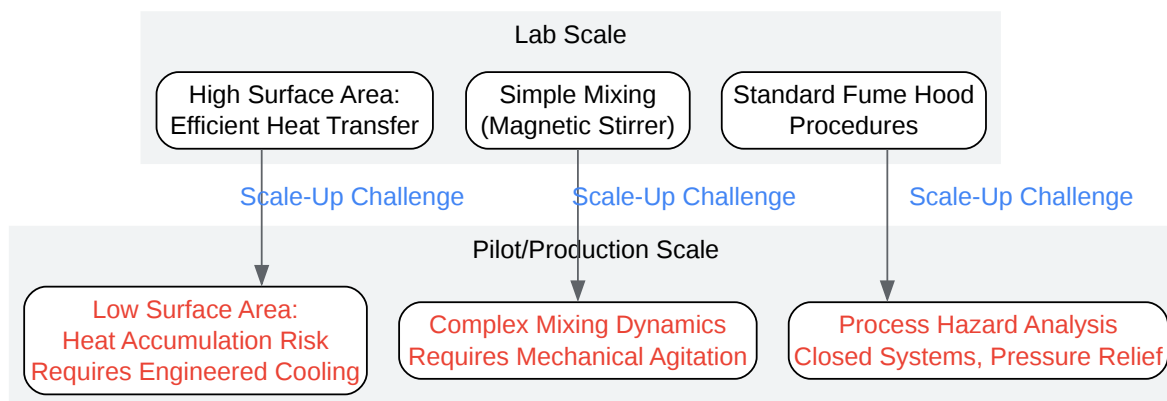 Lab Scale
High Surface Area:
Efficient Heat Transfer
Simple Mixing
(Magnetic Stirrer)
Standard Fume Hood
Procedures
Scale-Up Challenge
Scale-Up Challenge
Scale-Up Challenge
Pilot/Production Scale
Low Surface Area:
Heat Accumulation Risk
Requires Engineered Cooling
Complex Mixing Dynamics
Requires Mechanical Agitation
Process Hazard Analysis
Closed Systems, Pressure Relief